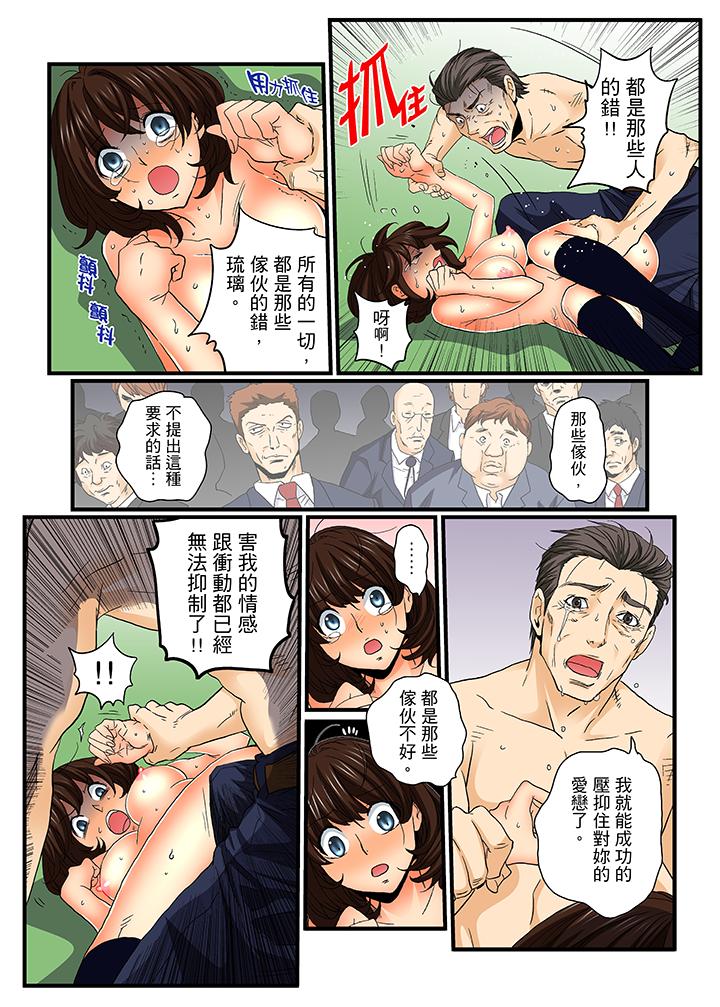 都是那些人
的錯!!
抓住
呀啊！
用力抓住
所有的一切，
都是那些
傢伙的錯，
琉璃。
顫抖
顫抖
那些傢伙，
不提出這種
要求的話…
我就能成功的
壓抑住對妳的
愛戀了。
……
都是那些
傢伙不好。
害我的情感
跟衝動都已經
無法抑制了!!
!!